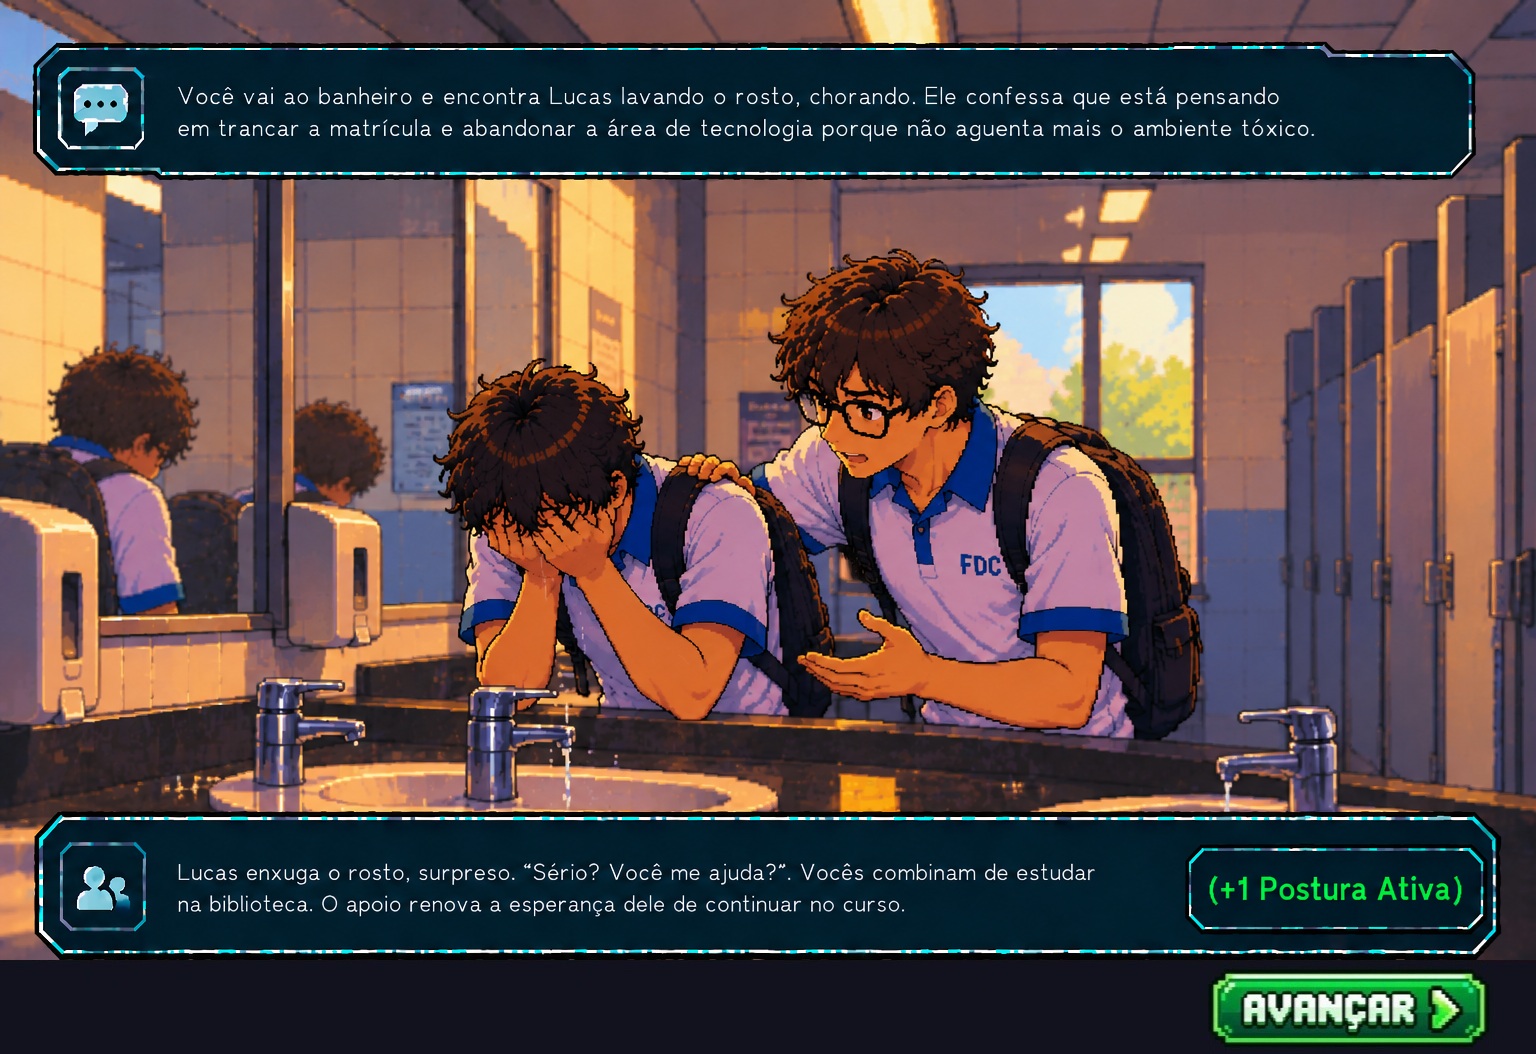 Você vai ao banheiro e encontra Lucas lavando o rosto, chorando. Ele confessa que está pensando
em trancar a matrícula e abandonar a área de tecnologia porque não aguenta mais o ambiente tóxico.
FDC
Lucas enxuga o rosto, surpreso. “Sério? Você me ajuda?”. Vocês combinam de estudar
na biblioteca. O apoio renova a esperança dele de continuar no curso.
(+1 Postura Ativa)
AVANÇAR